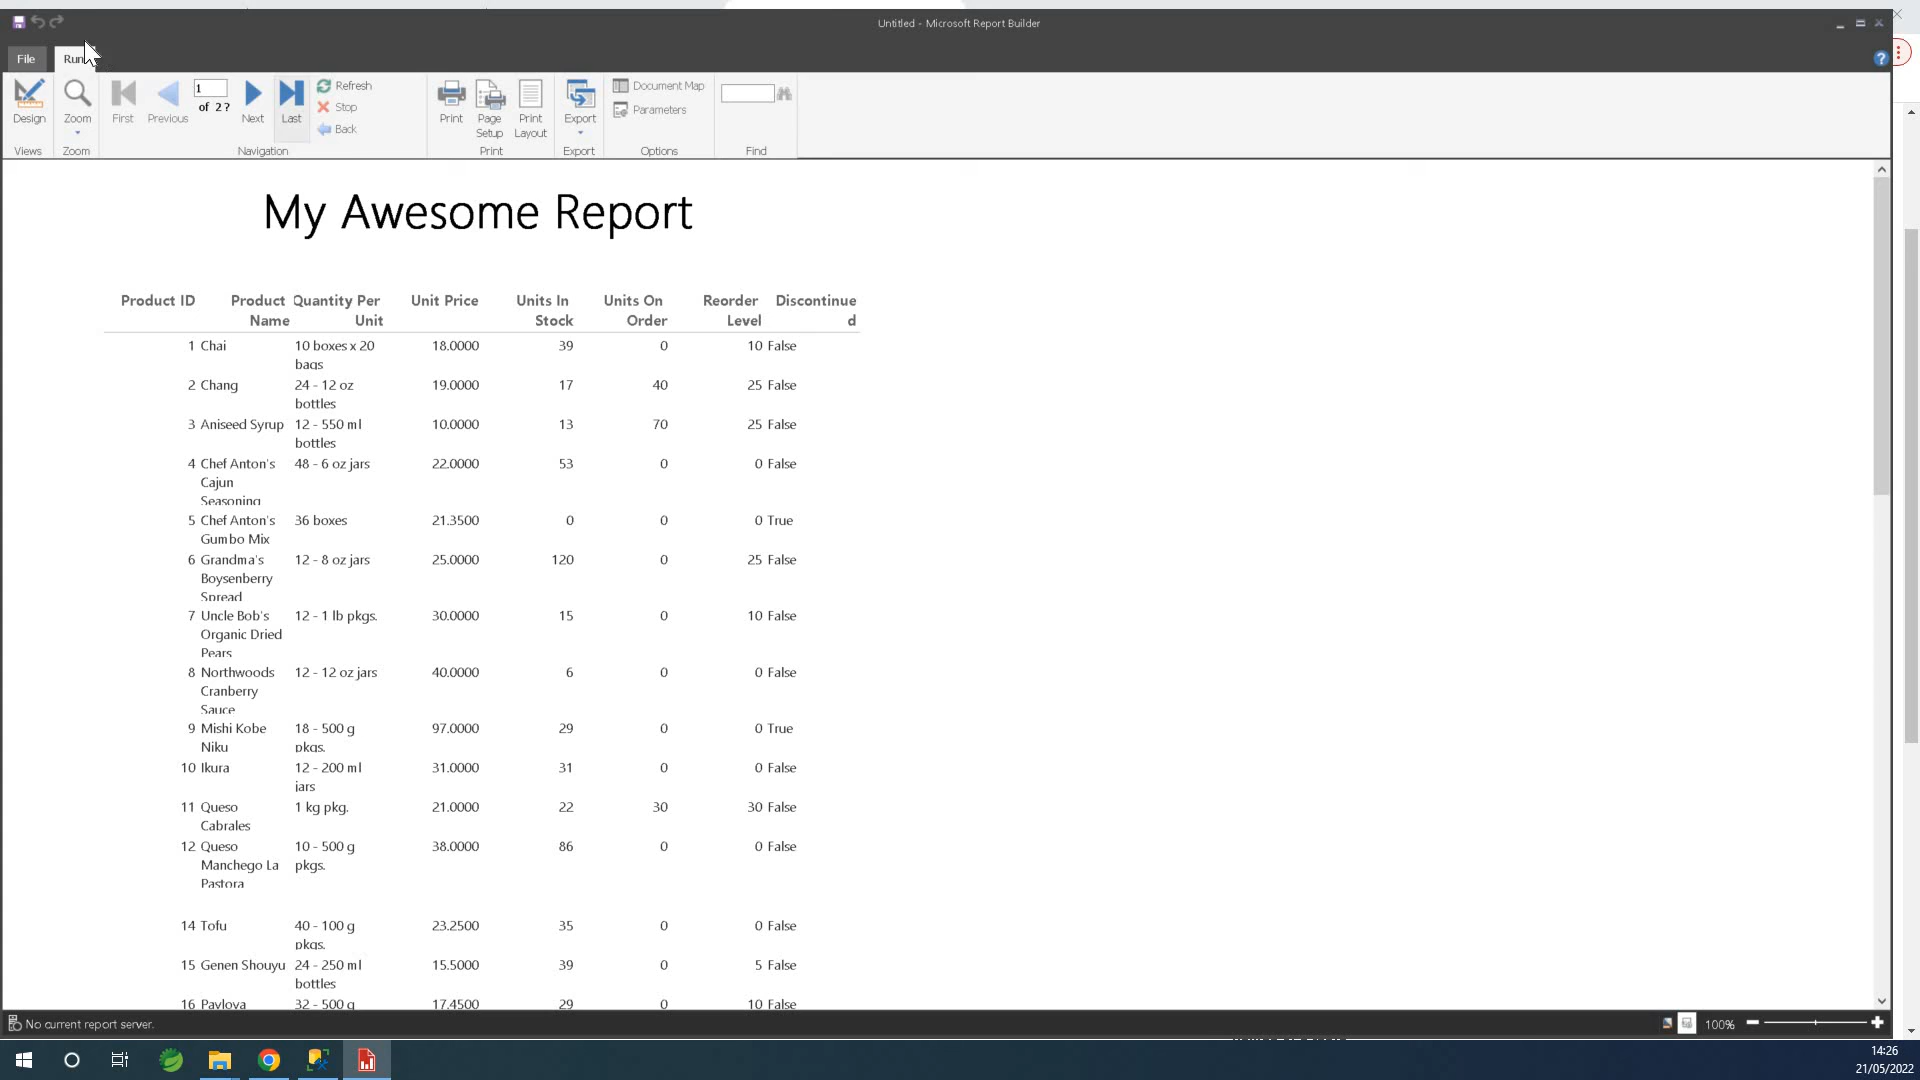 Untitled - Microsoft Report Builder
File
Run
Design
Zoom
First
Previous
1
of 2 ?
Next
Last
Refresh
Stop
Back
Print
Page Setup
Print Layout
Export
Document Map
Parameters
Views
Zoom
Navigation
Print
Export
Options
Find
My Awesome Report
Product ID Product Quantity Per Unit Price Units In Units On Reorder Discontinue
Name Unit Stock Order Level d
1 Chai 10 boxes x 20 18.0000 39 0 10 False
bags
2 Chang 24 - 12 oz 19.0000 17 40 25 False
bottles
3 Aniseed Syrup 12 - 550 ml 10.0000 13 70 25 False
bottles
4 Chef Anton's 48 - 6 oz jars 22.0000 53 0 0 False
Cajun
Seasoning
5 Chef Anton's 36 boxes 21.3500 0 0 0 True
Gumbo Mix
6 Grandma's 12 - 8 oz jars 25.0000 120 0 25 False
Boysenberry
Spread
7 Uncle Bob's 12 - 1 lb pkgs. 30.0000 15 0 10 False
Organic Dried
Pears
8 Northwoods 12 - 12 oz jars 40.0000 6 0 0 False
Cranberry
Sauce
9 Mishi Kobe 18 - 500 g 97.0000 29 0 0 True
Niku pkgs.
10 Ikura 12 - 200 ml 31.0000 31 0 0 False
jars
11 Queso 1 kg pkg. 21.0000 22 30 30 False
Cabrales
12 Queso 10 - 500 g 38.0000 86 0 0 False
Manchego La pkgs.
Pastora
14 Tofu 40 - 100 g 23.2500 35 0 0 False
pkgs.
15 Genen Shouyu 24 - 250 ml 15.5000 39 0 5 False
bottles
16 Pavlova 32 - 500 g 17.4500 29 0 10 False
No current report server.
100%
14:26
21/05/2022